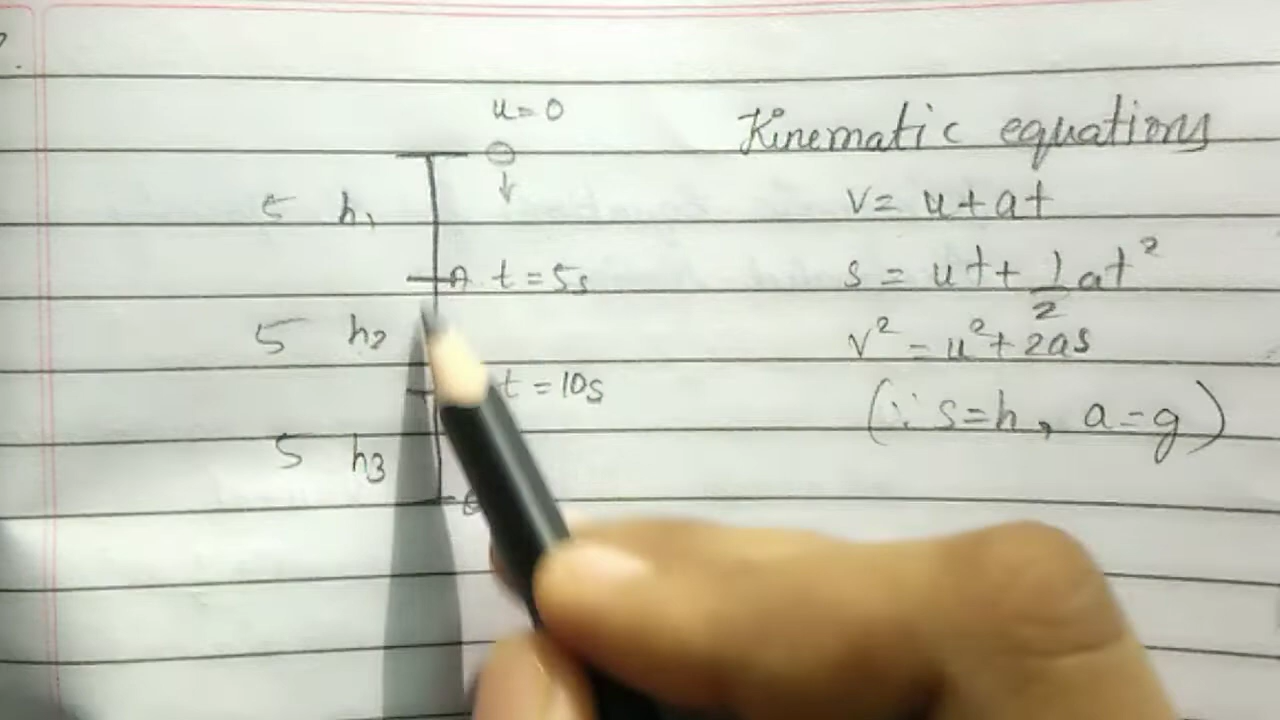 u=0
Kinematic equations
5 h₁
v= u+at
A t=5s
s = ut+ 1/2 at²
5 h₂
v² = u²+2as
t = 10s
(∵ s=h, a=g)
5 h3